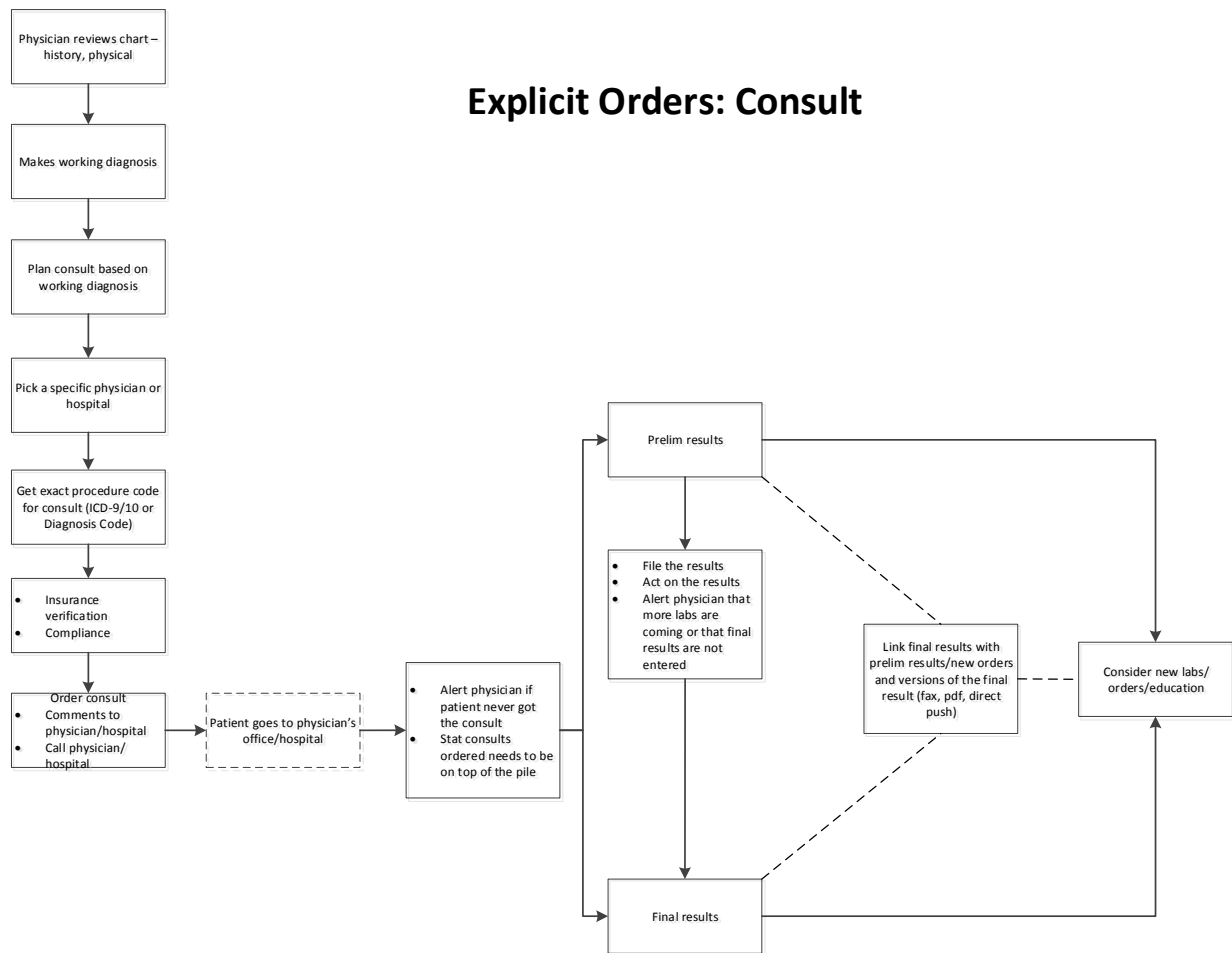 Explicit Orders: Consult
Physician reviews chart –
history, physical
Makes working diagnosis
Plan consult based on
working diagnosis
Pick a specific physician or
hospital
Get exact procedure code
for consult (ICD-9/10 or
Diagnosis Code)
• Insurance
verification
• Compliance
Order consult
• Comments to
physician/hospital
• Call physician/
hospital
Patient goes to physician's
office/hospital
• Alert physician if
patient never got
the consult
• Stat consults
ordered needs to be
on top of the pile
Prelim results
• File the results
• Act on the results
• Alert physician that
more labs are
coming or that final
results are not
entered
Final results
Link final results with
prelim results/new orders
and versions of the final
result (fax, pdf, direct
push)
Consider new labs/
orders/education